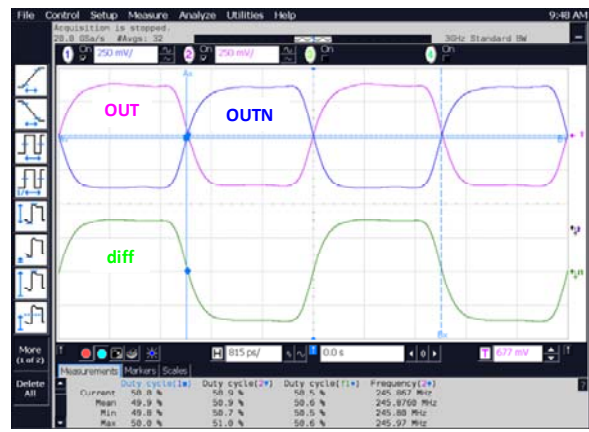 File Control Setup Measure Analyze Utilities Help 9:48 AM
Acquisition is stopped.
20.0 GSa/s #Avgs: 32 3GHz Standard BW
1 On 250 mV/ 2 On 250 mV/ 3 On 4 On
Ax
OUT OUTN
diff
Bx
More
(1 of 2)
Delete
All
H 815 ps/ 0.0 s 0 T 677 mV
Measurements Markers Scales
Duty cycle(1) Duty cycle(2) Duty cycle(f1) Frequency(2)
Current 50.0 % 50.9 % 50.5 % 245.867 MHz
Mean 49.9 % 50.9 % 50.6 % 245.8760 MHz
Min 49.8 % 50.7 % 50.5 % 245.80 MHz
Max 50.0 % 51.0 % 50.6 % 245.97 MHz